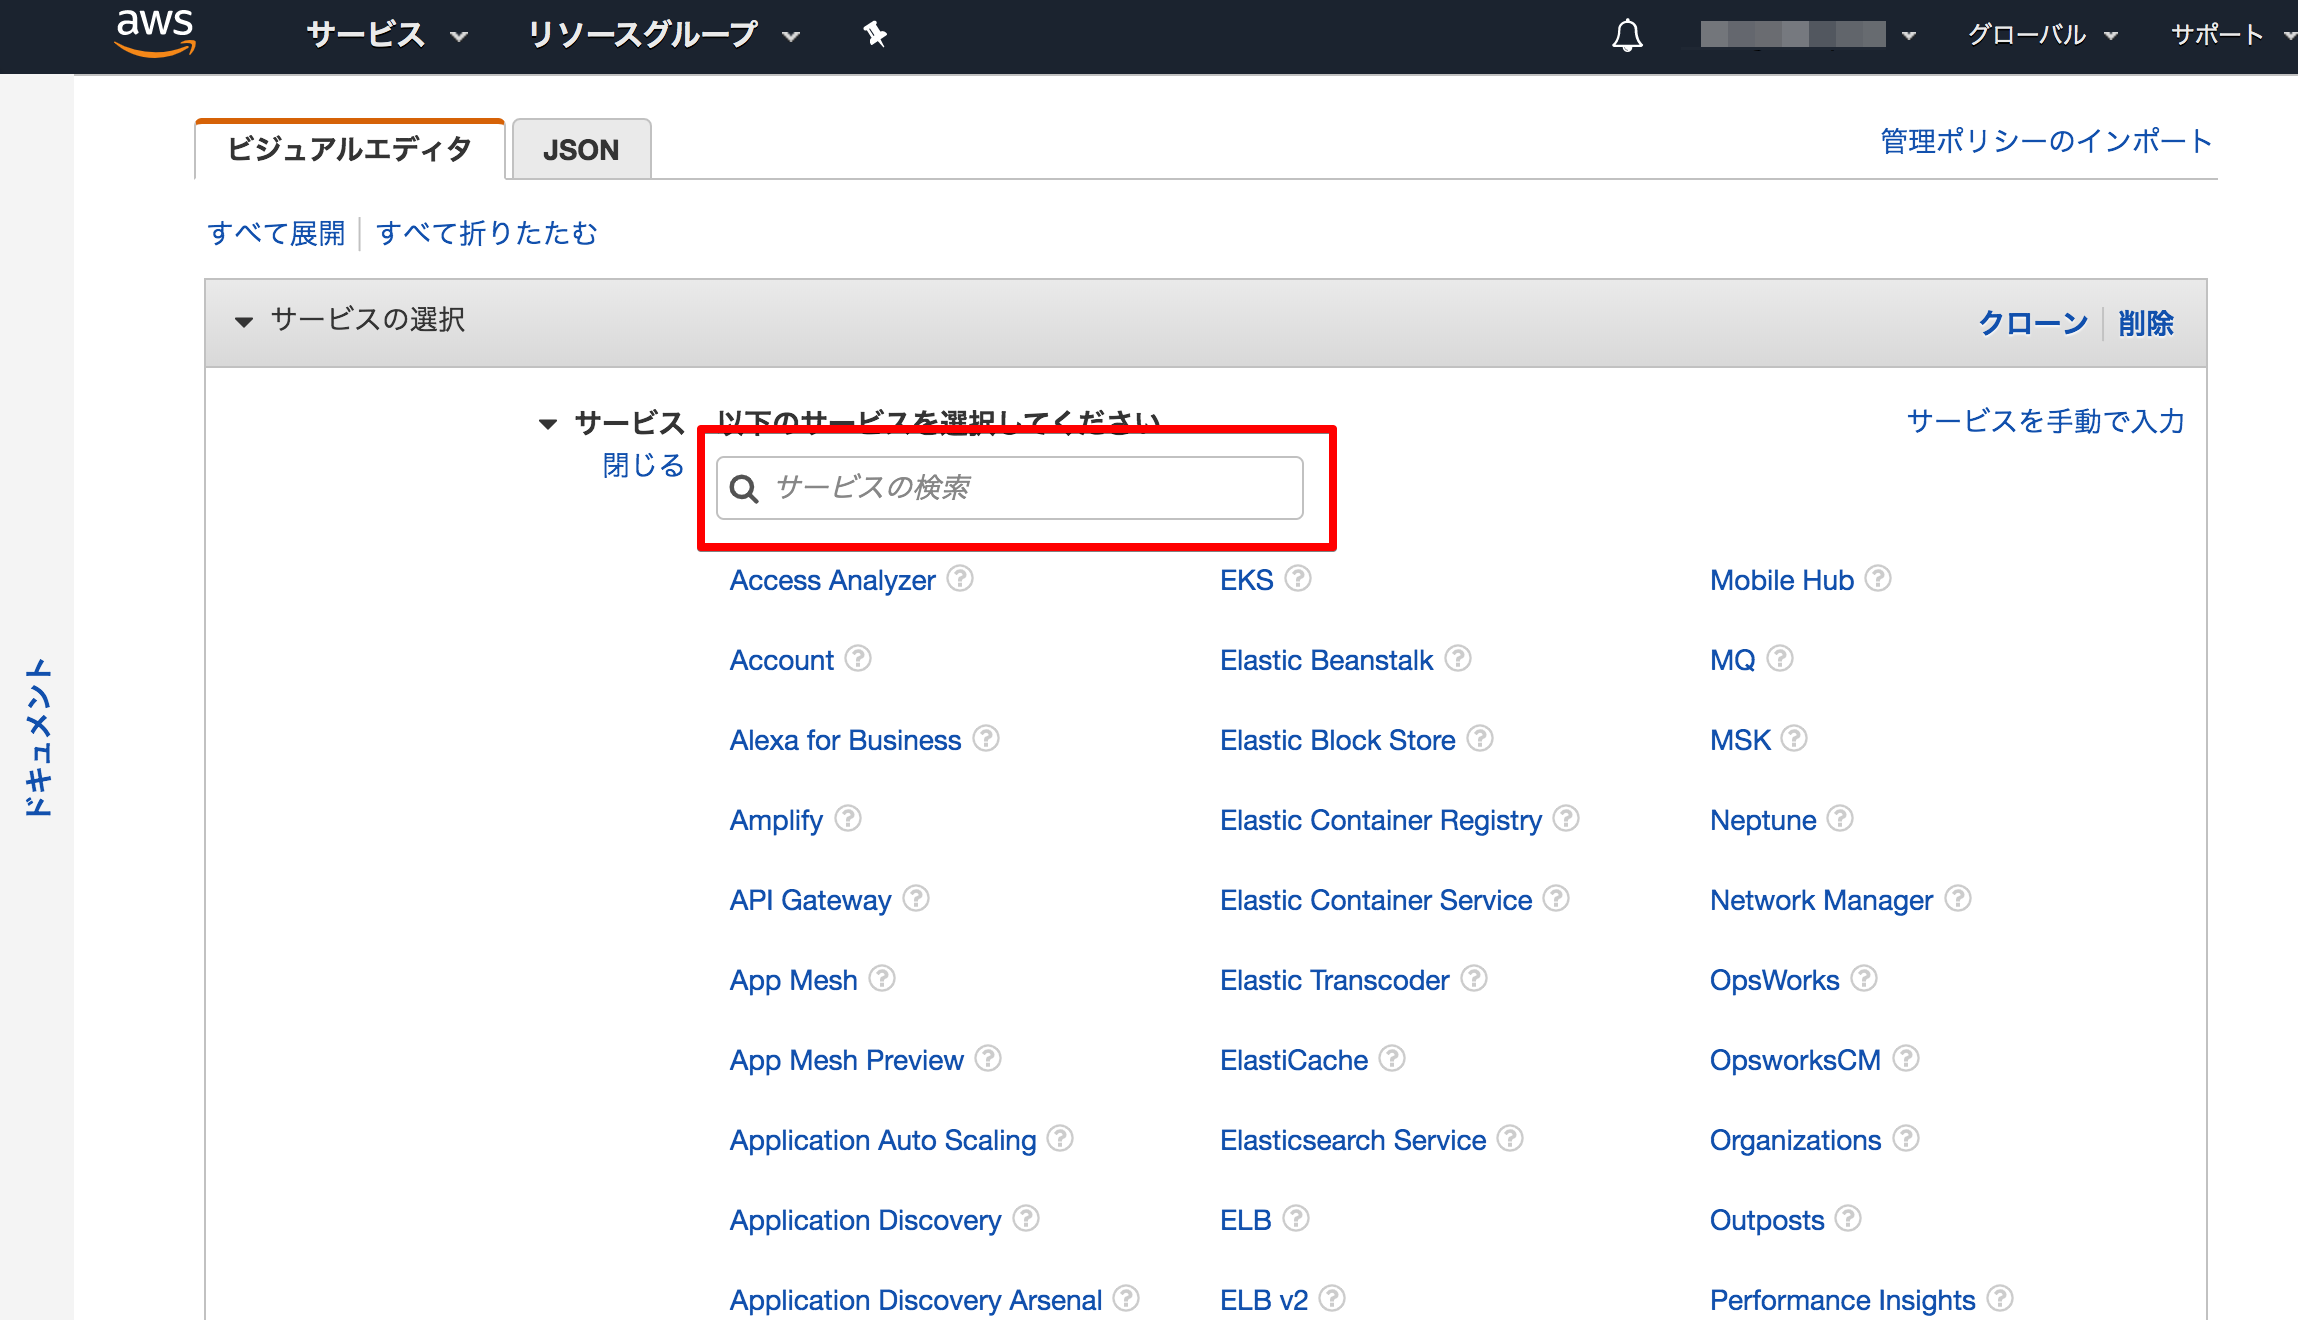 aws サービス リソースグループ グローバル サポート
ビジュアルエディタ JSON 管理ポリシーのインポート
すべて展開 すべて折りたたむ
サービスの選択 クローン 削除
サービス 以下のサービスを選択してください サービスを手動で入力
閉じる
サービスの検索
Access Analyzer EKS Mobile Hub
Account Elastic Beanstalk MQ
Alexa for Business Elastic Block Store MSK
Amplify Elastic Container Registry Neptune
API Gateway Elastic Container Service Network Manager
App Mesh Elastic Transcoder OpsWorks
App Mesh Preview ElastiCache OpsworksCM
Application Auto Scaling Elasticsearch Service Organizations
Application Discovery ELB Outposts
Application Discovery Arsenal ELB v2 Performance Insights
ドキュメント